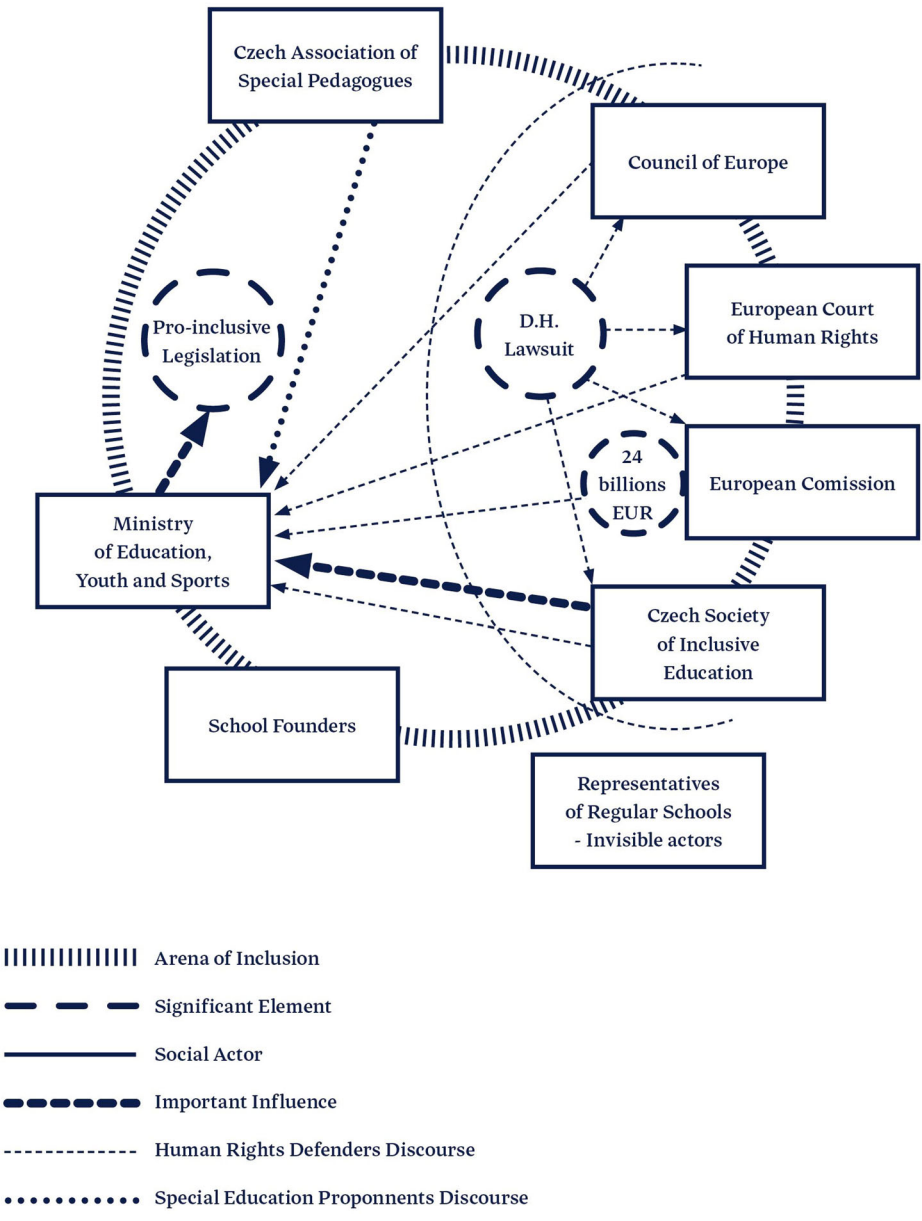 Czech Association of
Special Pedagogues
Council of Europe
European Court
of Human Rights
D.H.
Lawsuit
Pro-inclusive
Legislation
24
billions
EUR
European Comission
Ministry
of Education,
Youth and Sports
Czech Society
of Inclusive
Education
School Founders
Representatives
of Regular Schools
- Invisible actors
Arena of Inclusion
Significant Element
Social Actor
Important Influence
Human Rights Defenders Discourse
Special Education Proponnents Discourse